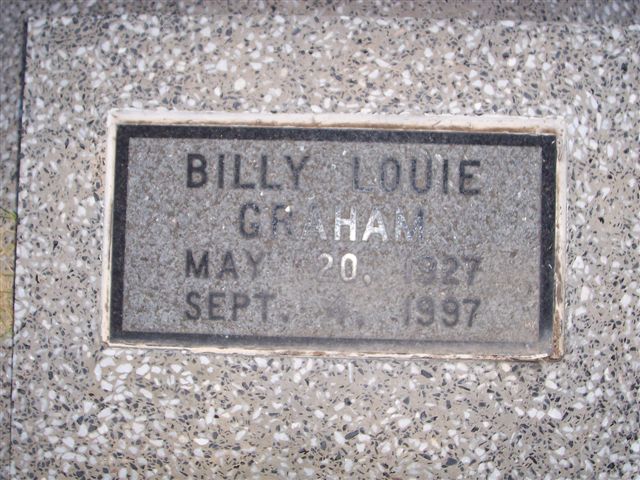 BILLY LOUIE
GRAHAM
MAY 20, 1927
SEPT. 4, 1997